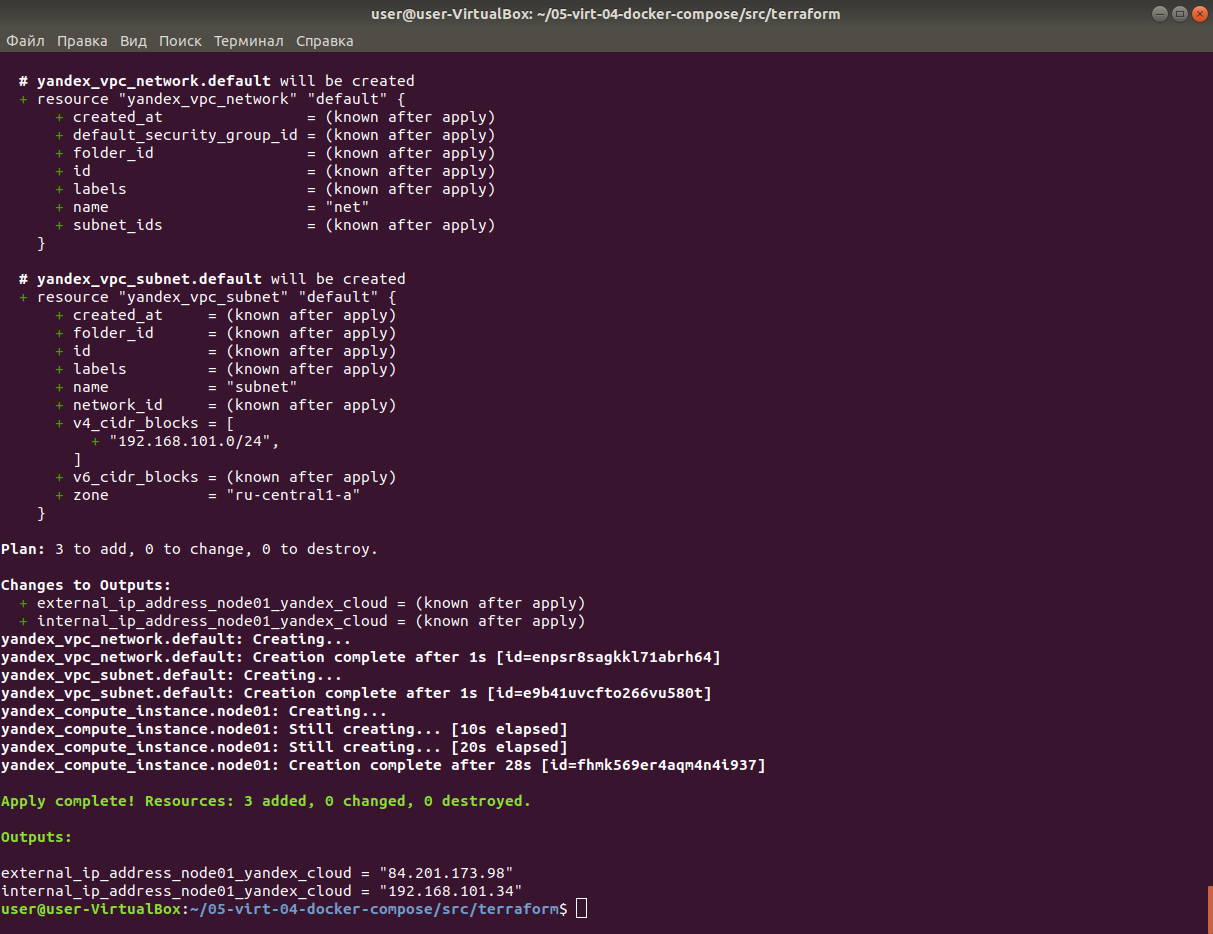 user@user-VirtualBox: ~/05-virt-04-docker-compose/src/terraform
Файл Правка Вид Поиск Терминал Справка
# yandex_vpc_network.default will be created
+ resource "yandex_vpc_network" "default" {
+ created_at = (known after apply)
+ default_security_group_id = (known after apply)
+ folder_id = (known after apply)
+ id = (known after apply)
+ labels = (known after apply)
+ name = "net"
+ subnet_ids = (known after apply)
}
# yandex_vpc_subnet.default will be created
+ resource "yandex_vpc_subnet" "default" {
+ created_at = (known after apply)
+ folder_id = (known after apply)
+ id = (known after apply)
+ labels = (known after apply)
+ name = "subnet"
+ network_id = (known after apply)
+ v4_cidr_blocks = [
+ "192.168.101.0/24",
]
+ v6_cidr_blocks = (known after apply)
+ zone = "ru-central1-a"
}
Plan: 3 to add, 0 to change, 0 to destroy.
Changes to Outputs:
+ external_ip_address_node01_yandex_cloud = (known after apply)
+ internal_ip_address_node01_yandex_cloud = (known after apply)
yandex_vpc_network.default: Creating...
yandex_vpc_network.default: Creation complete after 1s [id=enpsr8sagkkl71abrh64]
yandex_vpc_subnet.default: Creating...
yandex_vpc_subnet.default: Creation complete after 1s [id=e9b41uvcfto266vu580t]
yandex_compute_instance.node01: Creating...
yandex_compute_instance.node01: Still creating... [10s elapsed]
yandex_compute_instance.node01: Still creating... [20s elapsed]
yandex_compute_instance.node01: Creation complete after 28s [id=fhmk569er4aqm4n4i937]
Apply complete! Resources: 3 added, 0 changed, 0 destroyed.
Outputs:
external_ip_address_node01_yandex_cloud = "84.201.173.98"
internal_ip_address_node01_yandex_cloud = "192.168.101.34"
user@user-VirtualBox:~/05-virt-04-docker-compose/src/terraform$